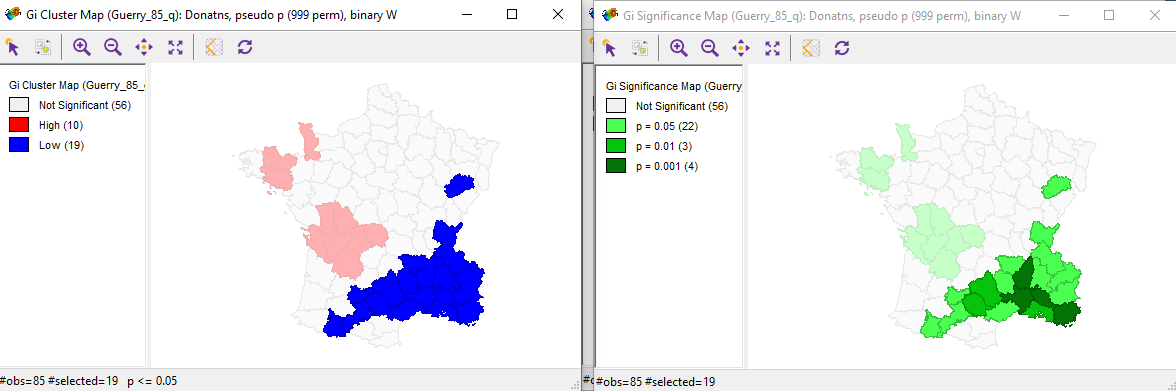 Gi Cluster Map (Guerry_85_q): Donatns, pseudo p (999 perm), binary W
Gi Cluster Map (Guerry_85_
Not Significant (56)
High (10)
Low (19)
#obs=85 #selected=19 p <= 0.05
Gi Significance Map (Guerry_85_q): Donatns, pseudo p (999 perm), binary W
Gi Significance Map (Guerry
Not Significant (56)
p = 0.05 (22)
p = 0.01 (3)
p = 0.001 (4)
#obs=85 #selected=19